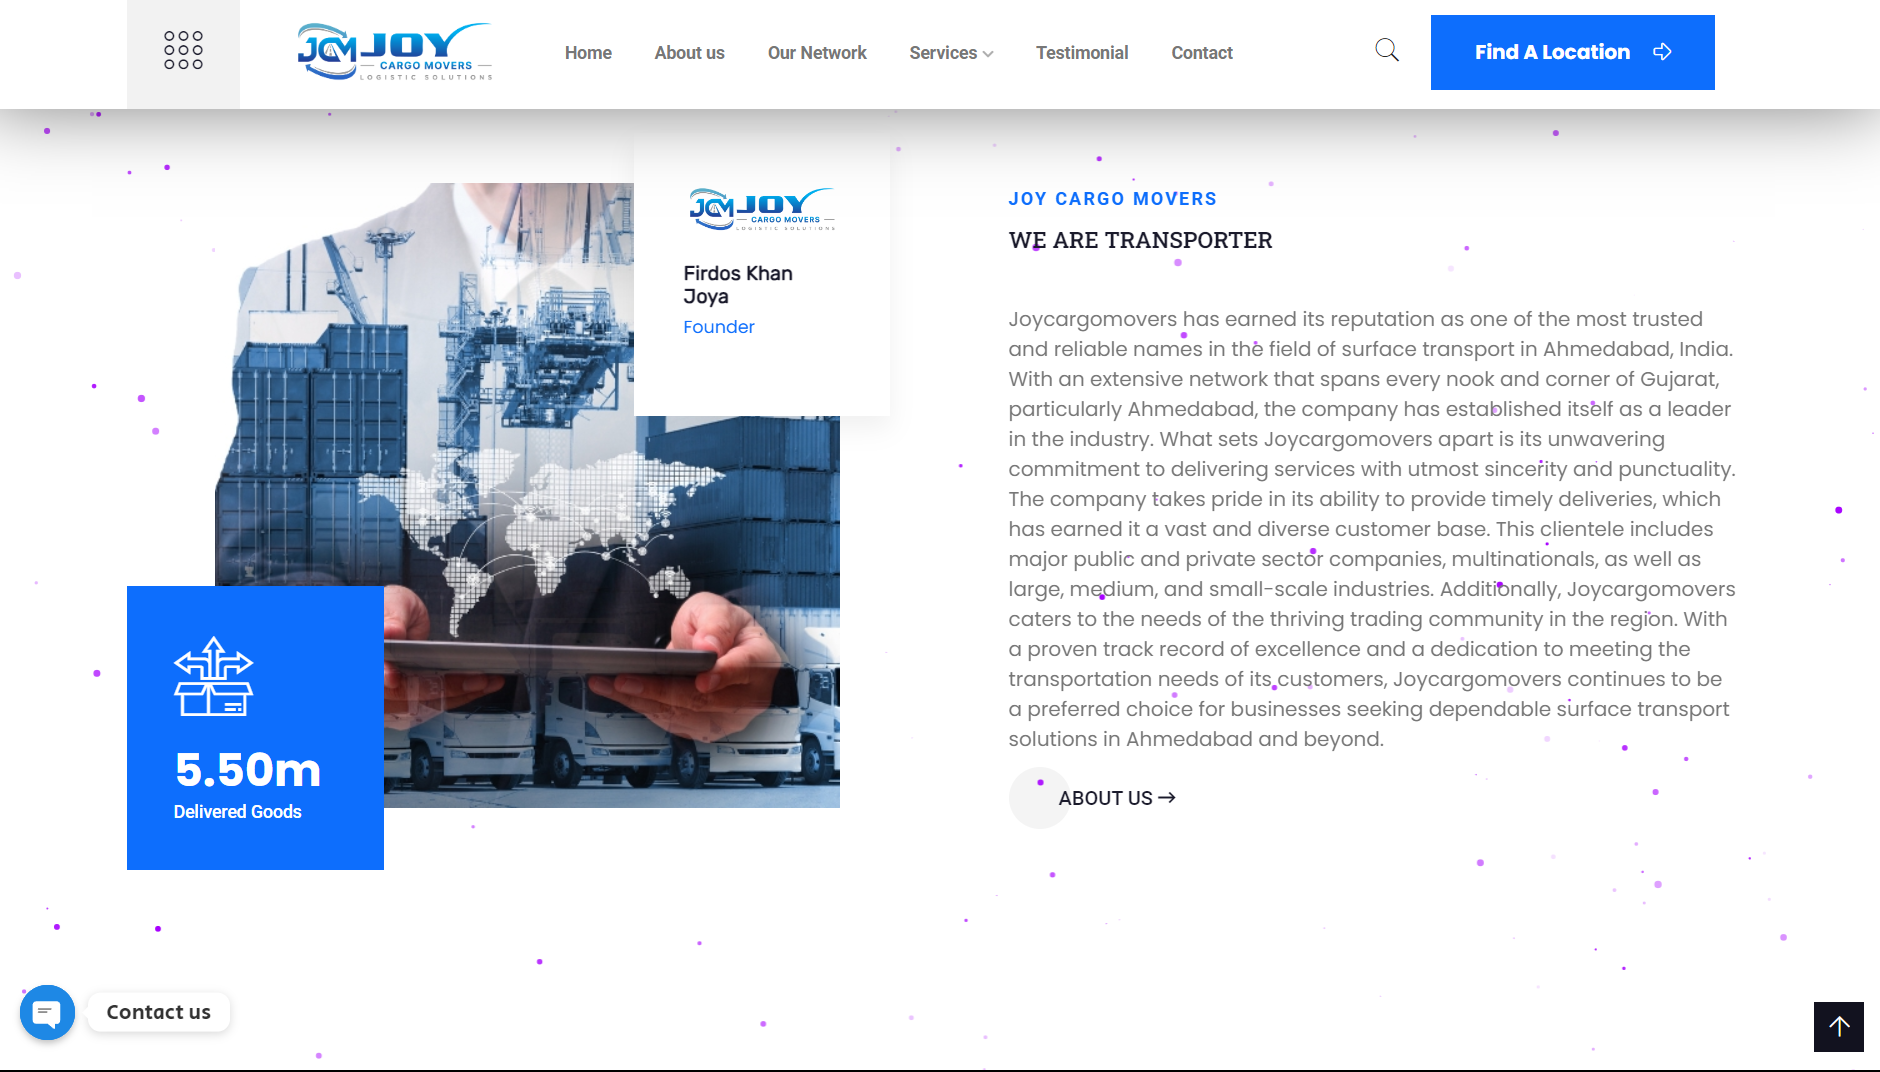 JCM JOY
CARGO MOVERS
LOGISTIC SOLUTIONS
Home
About us
Our Network
Services
Testimonial
Contact
Find A Location
JCM JOY
CARGO MOVERS
LOGISTIC SOLUTIONS
Firdos Khan
Joya
Founder
5.50m
Delivered Goods
JOY CARGO MOVERS
WE ARE TRANSPORTER
Joycargomovers has earned its reputation as one of the most trusted
and reliable names in the field of surface transport in Ahmedabad, India.
With an extensive network that spans every nook and corner of Gujarat,
particularly Ahmedabad, the company has established itself as a leader
in the industry. What sets Joycargomovers apart is its unwavering
commitment to delivering services with utmost sincerity and punctuality.
The company takes pride in its ability to provide timely deliveries, which
has earned it a vast and diverse customer base. This clientele includes
major public and private sector companies, multinationals, as well as
large, medium, and small-scale industries. Additionally, Joycargomovers
caters to the needs of the thriving trading community in the region. With
a proven track record of excellence and a dedication to meeting the
transportation needs of its customers, Joycargomovers continues to be
a preferred choice for businesses seeking dependable surface transport
solutions in Ahmedabad and beyond.
ABOUT US →
Contact us